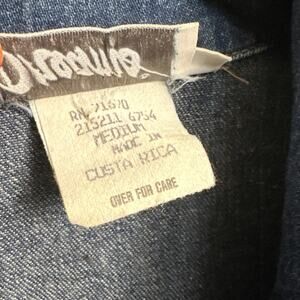 RN 71670
215211 6754
MEDIUM
MADE IN
COSTA RICA
OVER FOR CARE